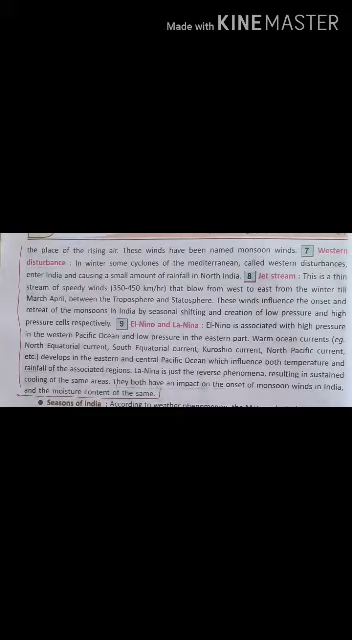 Made with KINEMASTER
the place of the rising air. These winds have been named monsoon winds. 7 Western
disturbance : In winter some cyclones of the mediterranean, called western disturbances,
enter India and causing a small amount of rainfall in North India. 8 Jet stream : This is a thin
stream of speedy winds (350-450 km/hr) that blow from west to east from the winter till
March April, between the Troposphere and Statosphere. These winds influence the onset and
retreat of the monsoons in India by seasonal shifting and creation of low pressure and high
pressure cells respectively. 9 El-Nino and La-Nina : El-Nino is associated with high pressure
in the western Pacific Ocean and low pressure in the eastern part. Warm ocean currents (eg.
North Equatorial current, South Equatorial current, Kuroshio current, North Pacific current,
etc.) develops in the eastern and central Pacific Ocean which influence both temperature and
rainfall of the associated regions. La-Nina is just the reverse phenomena, resulting in sustained
cooling of the same areas. They both have an impact on the onset of monsoon winds in India,
and the moisture content of the same.
● Seasons of India : According to weather